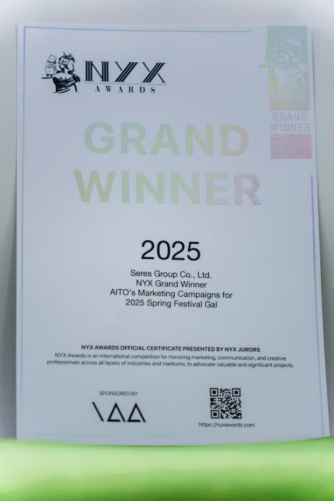 NYX
AWARDS
GRAND
WINNER
GRAND
WINNER
2025
Seres Group Co., Ltd.
NYX Grand Winner
AITO's Marketing Campaigns for
2025 Spring Festival Gal
NYX AWARDS OFFICIAL CERTIFICATE PRESENTED BY NYX JURORS
NYX Awards is an international competition for honoring marketing, communication, and creative
professionals across all facets of industries and mediums, to advocate valuable and significant projects.
SPONSORED BY
IAA
https://nyxawards.com